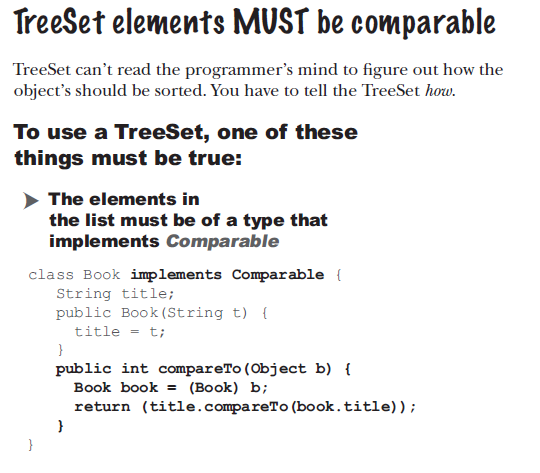 TreeSet elements MUST be comparable
TreeSet can’t read the programmer’s mind to figure out how the
object’s should be sorted. You have to tell the TreeSet how.
To use a TreeSet, one of these
things must be true:
The elements in
the list must be of a type that
implements Comparable
class Book implements Comparable {
String title;
public Book(String t) {
title = t;
}
public int compareTo(Object b) {
Book book = (Book) b;
return (title.compareTo(book.title));
}
}